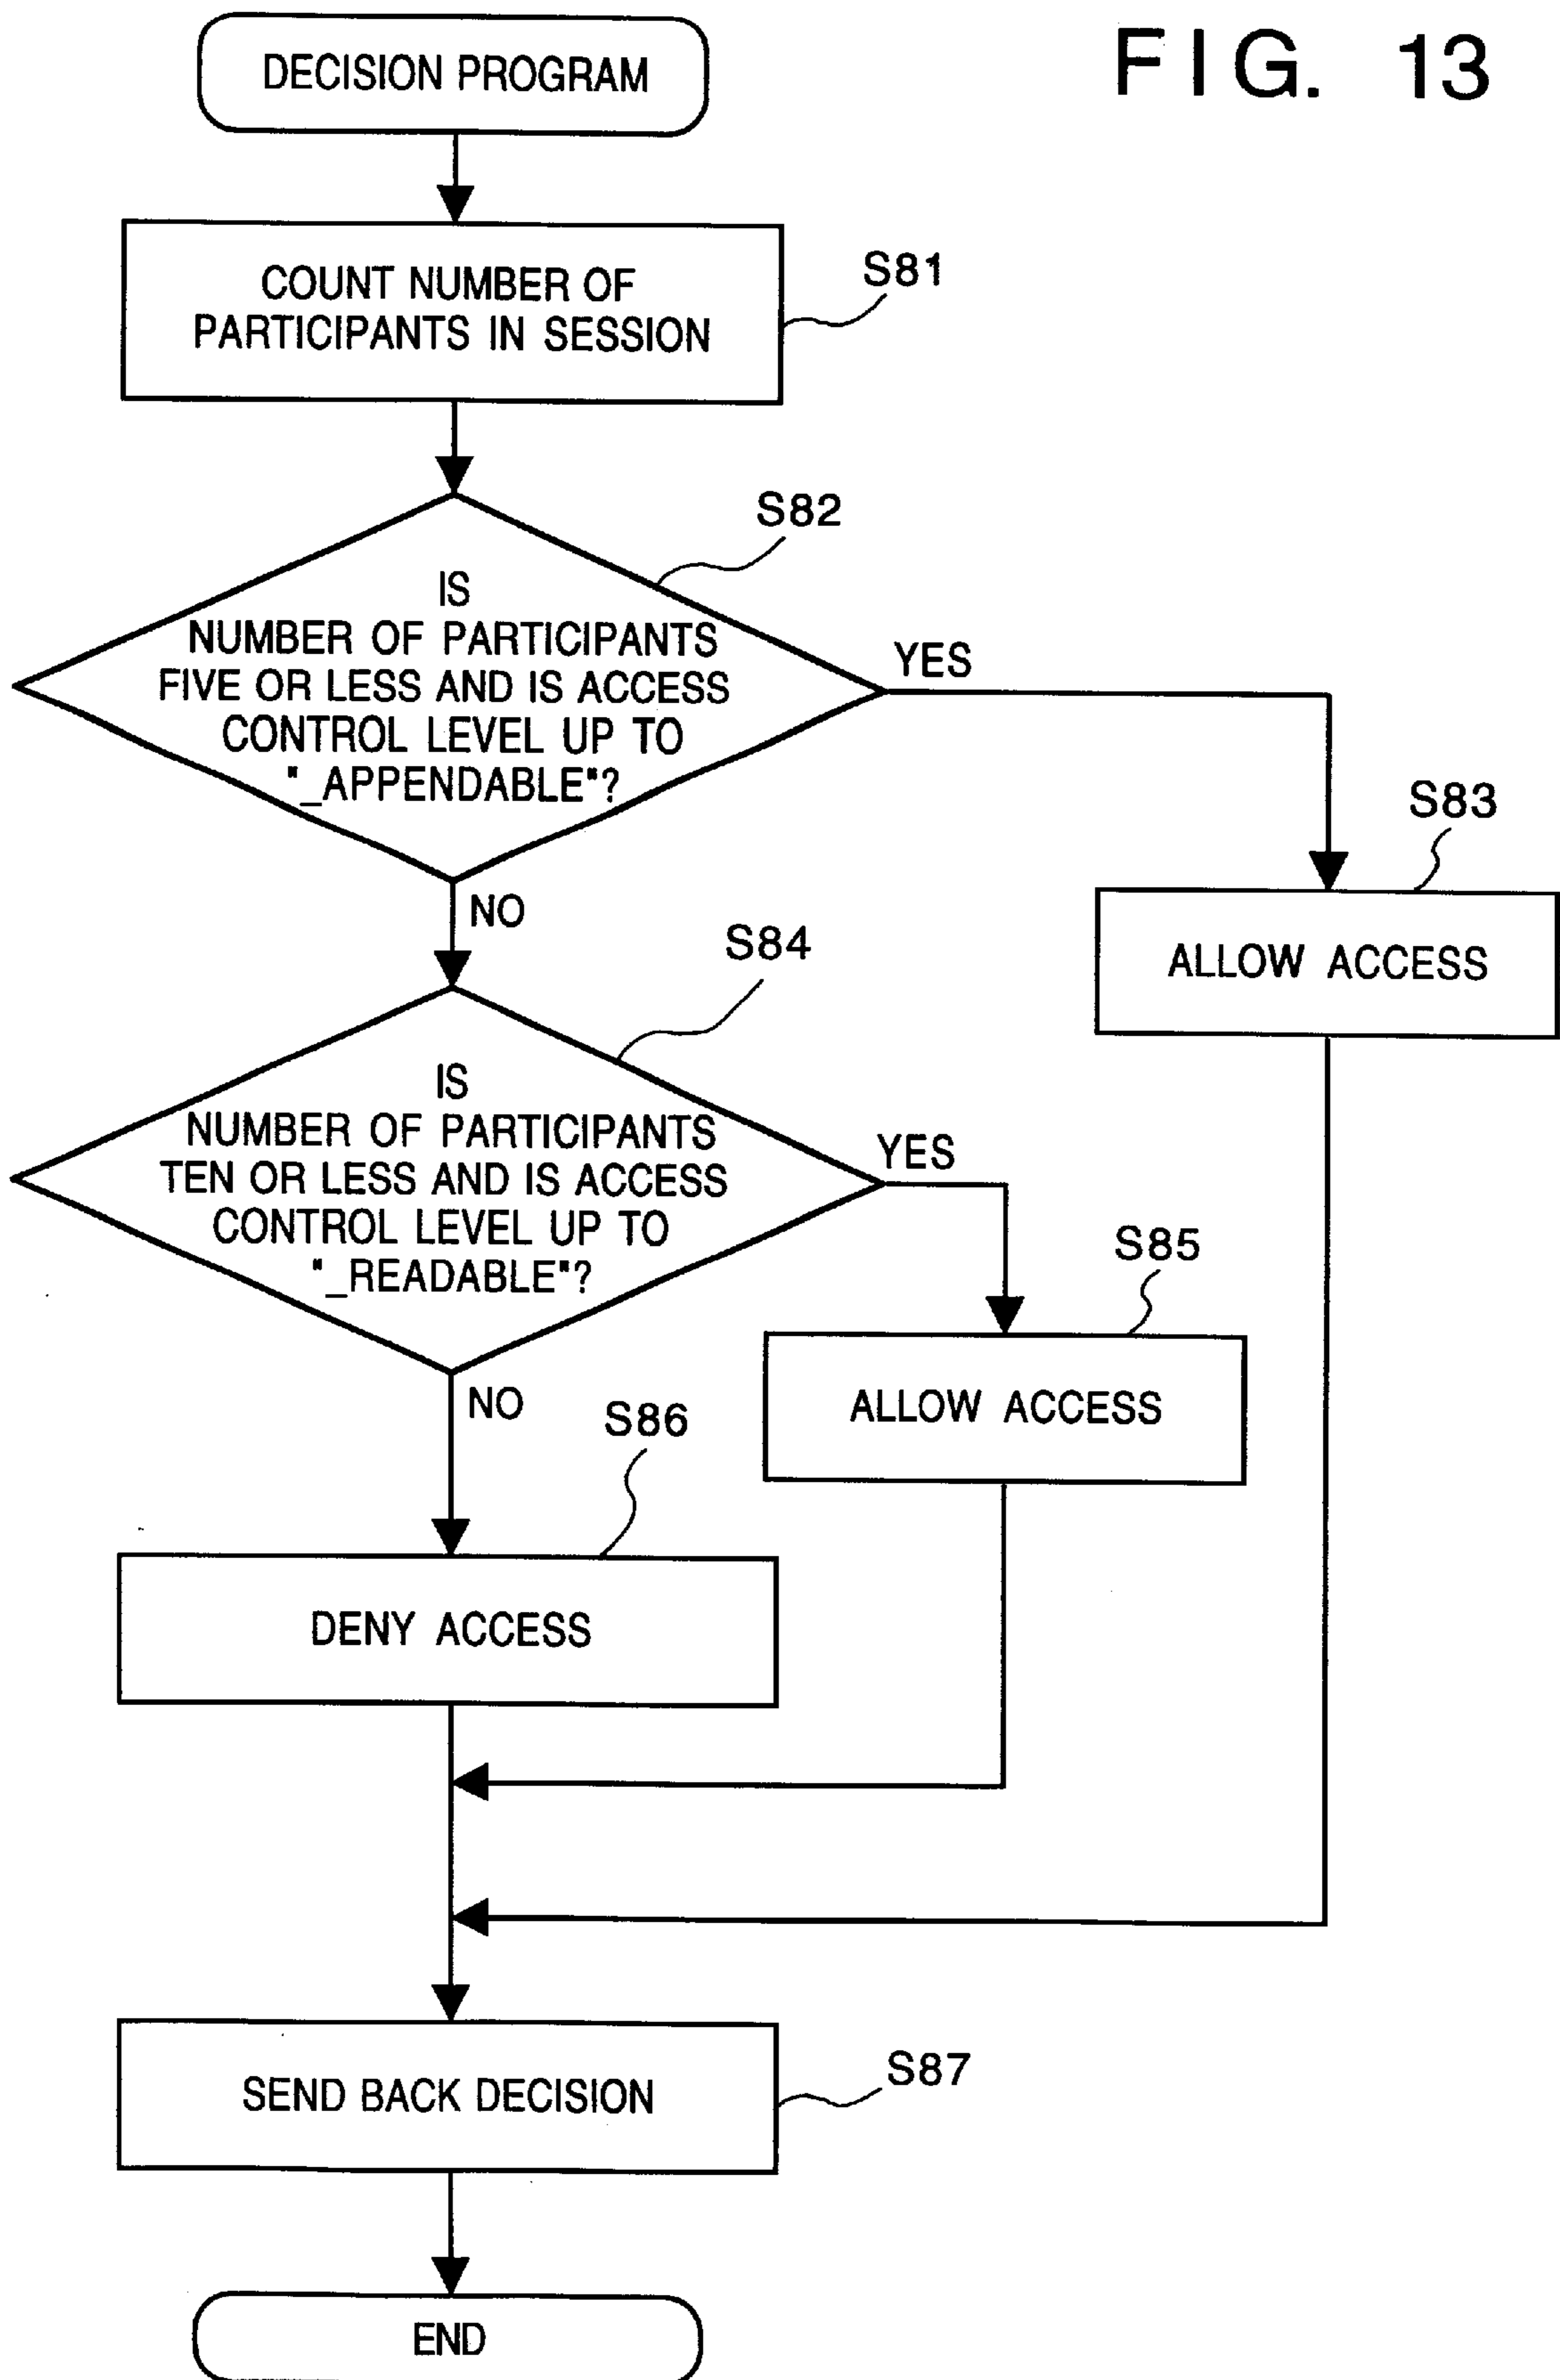 FIG. 13
DECISION PROGRAM
COUNT NUMBER OF
PARTICIPANTS IN SESSION
S81
S82
IS
NUMBER OF PARTICIPANTS
FIVE OR LESS AND IS ACCESS
CONTROL LEVEL UP TO
"_APPENDABLE"?
YES
NO
S83
ALLOW ACCESS
S84
IS
NUMBER OF PARTICIPANTS
TEN OR LESS AND IS ACCESS
CONTROL LEVEL UP TO
"_READABLE"?
YES
NO
S85
ALLOW ACCESS
S86
DENY ACCESS
SEND BACK DECISION
S87
END